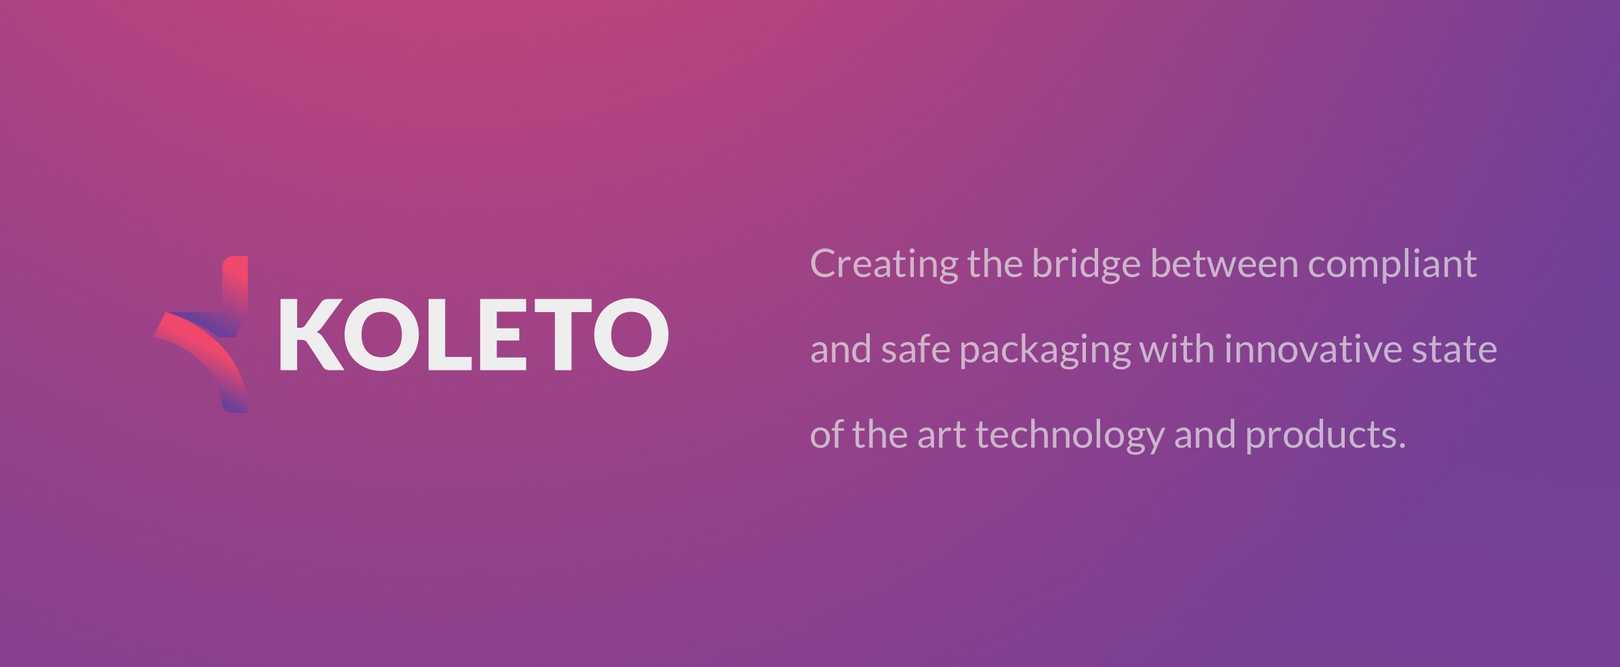 KOLETO
Creating the bridge between compliant
and safe packaging with innovative state
of the art technology and products.